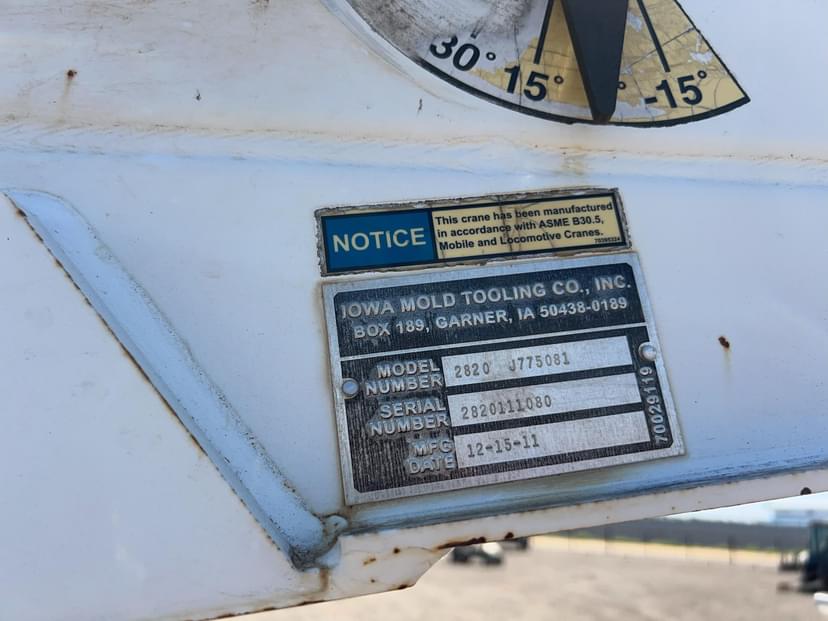 30° 15° ° -15°
NOTICE
This crane has been manufactured
in accordance with ASME B30.5,
Mobile and Locomotive Cranes.
70395324
IOWA MOLD TOOLING CO., INC.
BOX 189, GARNER, IA 50438-0189
MODEL NUMBER 2820 J775081
SERIAL NUMBER 2820111080
MFG DATE 12-15-11
70029119